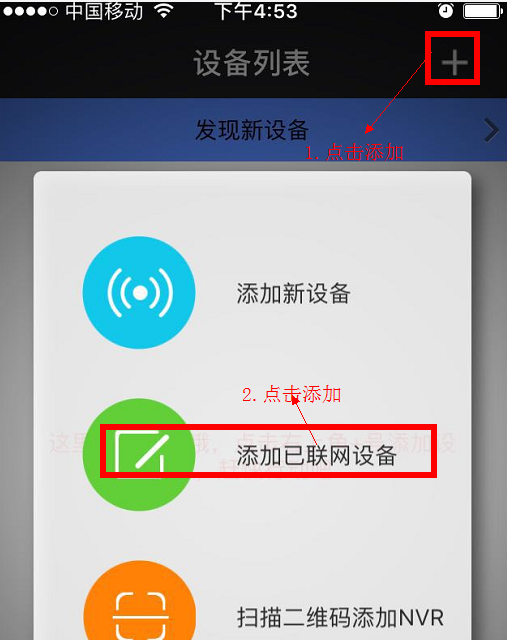 中国移动
下午4:53
设备列表
发现新设备
1.点击添加
添加新设备
2.点击添加
添加已联网设备
扫描二维码添加NVR